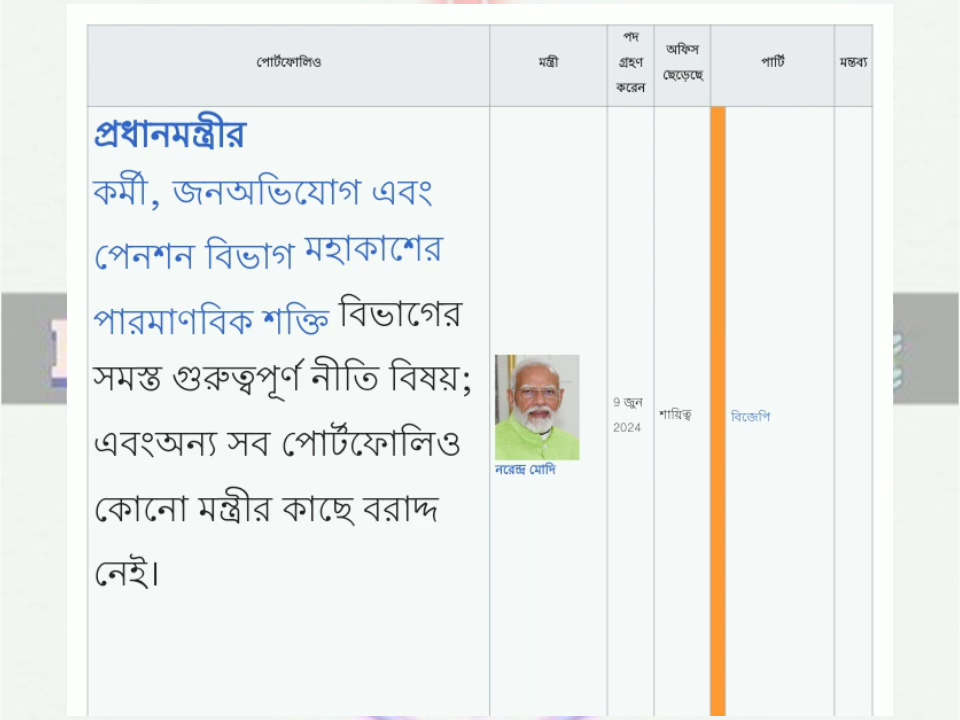 পোর্টফোলিও
মন্ত্রী
পদ
গ্রহণ
করেন
অফিস
ছেড়েছে
পার্টি
মন্তব্য
প্রধানমন্ত্রীর
কর্মী, জনঅভিযোগ এবং
পেনশন বিভাগ মহাকাশের
পারমাণবিক শক্তি বিভাগের
সমস্ত গুরুত্বপূর্ণ নীতি বিষয়;
এবংঅন্য সব পোর্টফোলিও
কোনো মন্ত্রীর কাছে বরাদ্দ
নেই।
নরেন্দ্র মোদি
9 জুন
2024
শায়িত্ব
বিজেপি